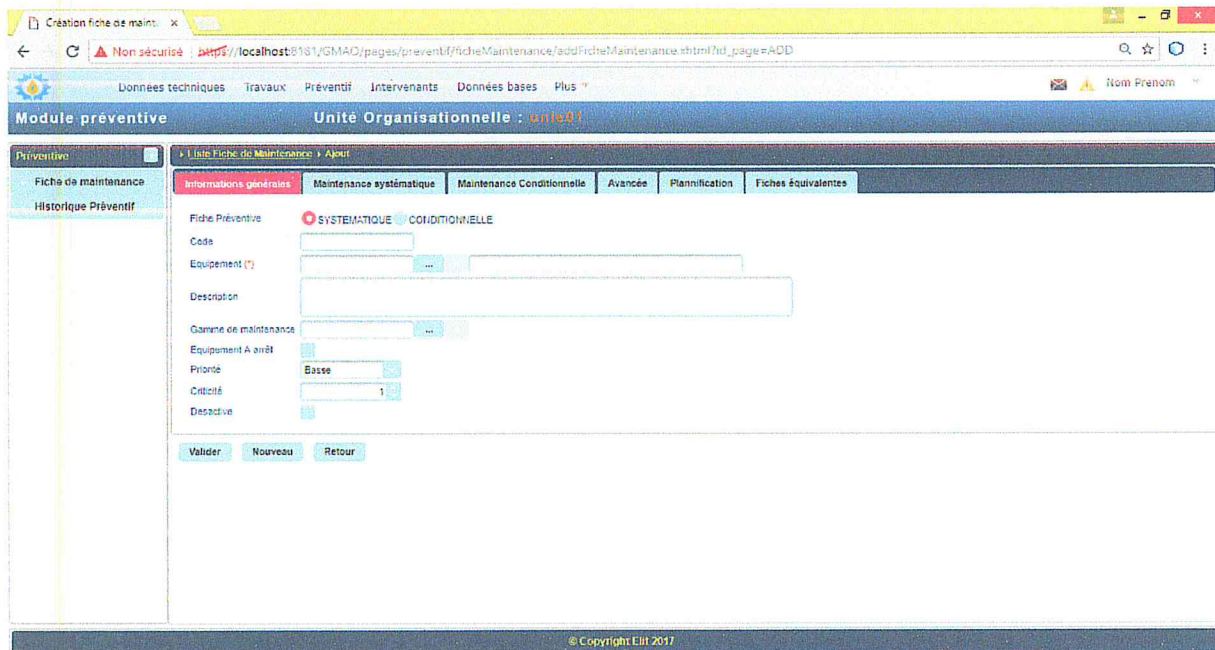 Création fiche de maint. ×
Non sécurisé https://localhost:8181/GMAO/pages/preventif/ficheMaintenance/addFicheMaintenance.xhtml?id_page=ADD
Données techniques Travaux Préventif Intervenants Données bases Plus
Nom Prenom
Module préventive Unité Organisationnelle : unie01
Préventive
Fiche de maintenance
Historique Préventif
Liste Fiche de Maintenance Ajout
Informations générales Maintenance systématique Maintenance Conditionnelle Avancée Plannification Fiches équivalentes
Fiche Préventive SYSTEMATIQUE CONDITIONNELLE
Code
Equipement (*) ...
Description
Gamme de maintenance ...
Equipement A arrêt
Priorité Basse
Criticité 1
Desactive
Valider Nouveau Retour
© Copyright Elit 2017